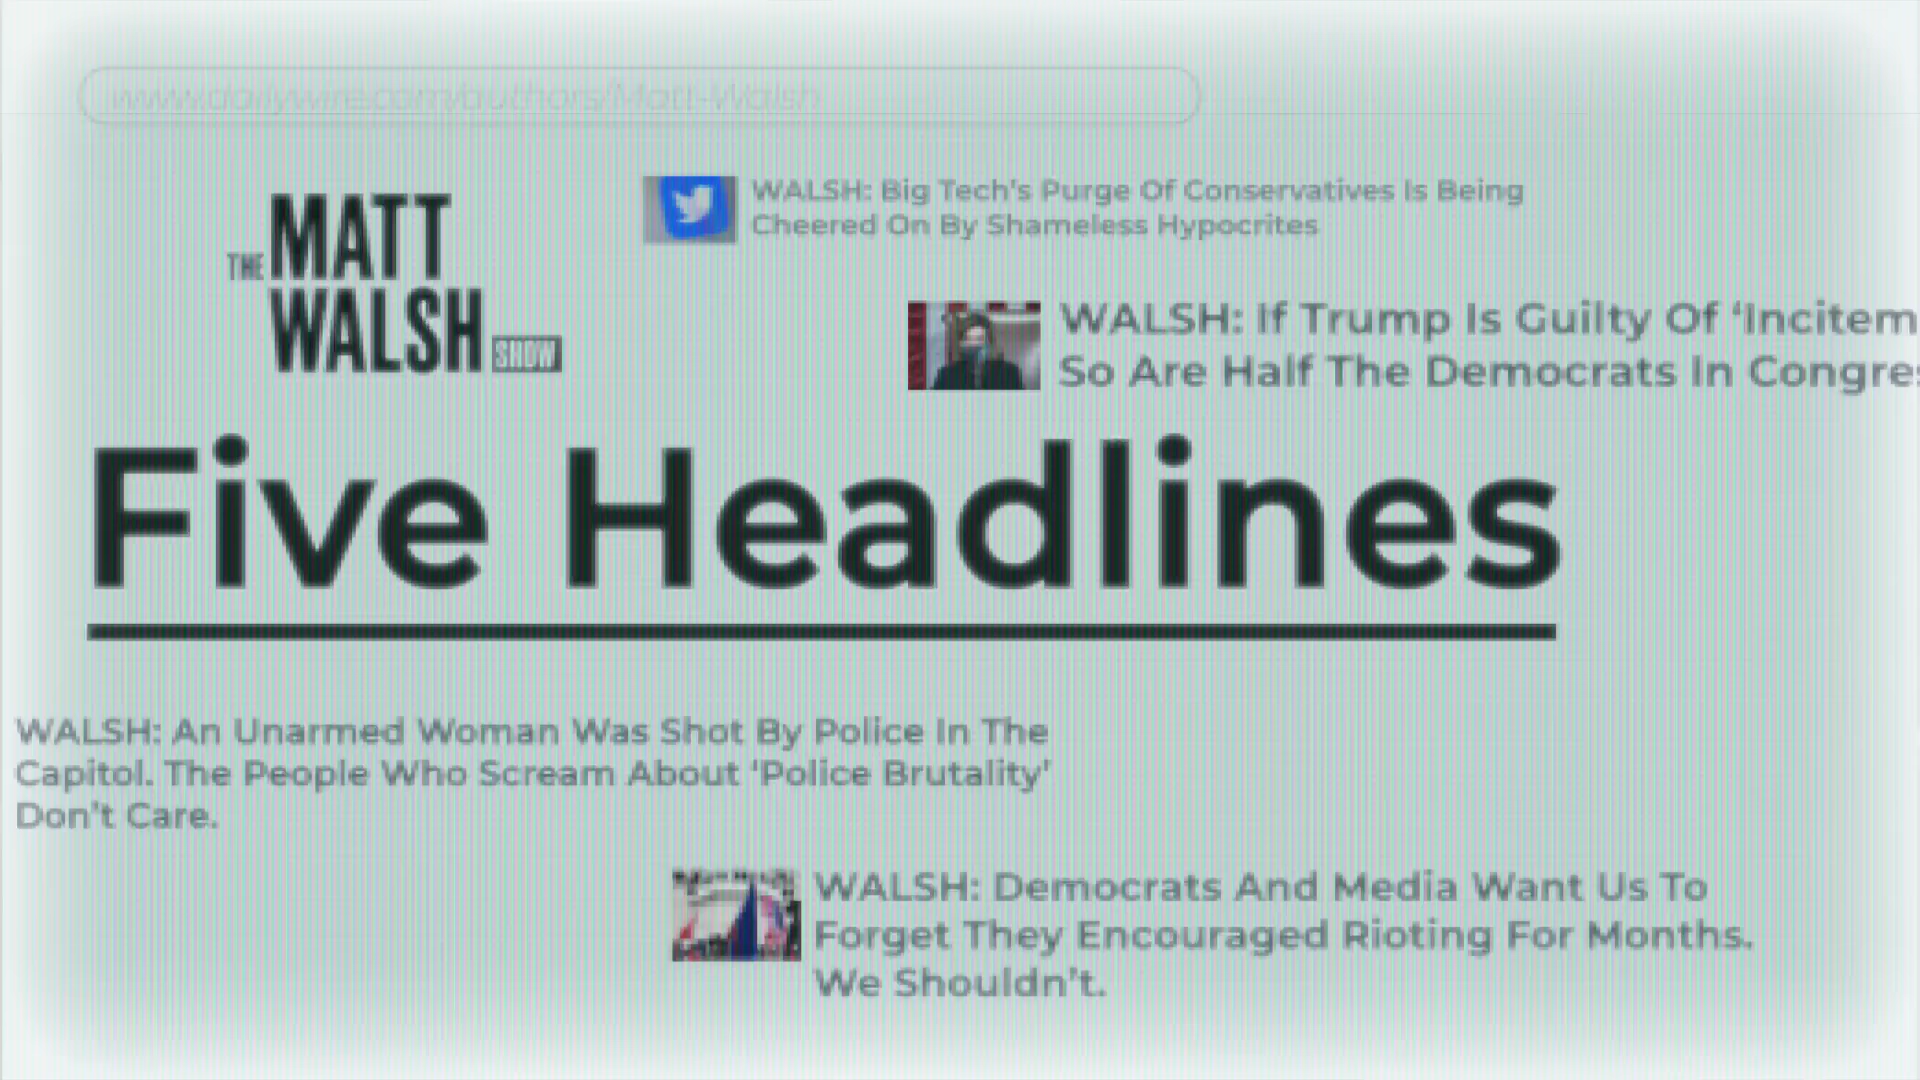 www.dailywire.com/authors/Matt-Walsh
THE MATT
WALSH SHOW
WALSH: Big Tech's Purge Of Conservatives Is Being
Cheered On By Shameless Hypocrites
WALSH: If Trump Is Guilty Of ‘Incitem
So Are Half The Democrats In Congres
Five Headlines
WALSH: An Unarmed Woman Was Shot By Police In The
Capitol. The People Who Scream About ‘Police Brutality’
Don't Care.
WALSH: Democrats And Media Want Us To
Forget They Encouraged Rioting For Months.
We Shouldn't.